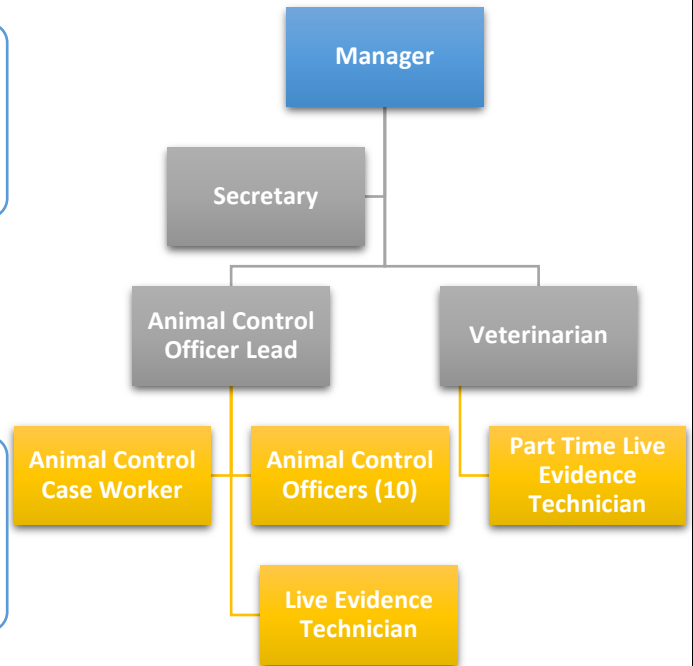 Manager
Secretary
Animal Control
Officer Lead
Veterinarian
Animal Control
Case Worker
Animal Control
Officers (10)
Part Time Live
Evidence
Technician
Live Evidence
Technician